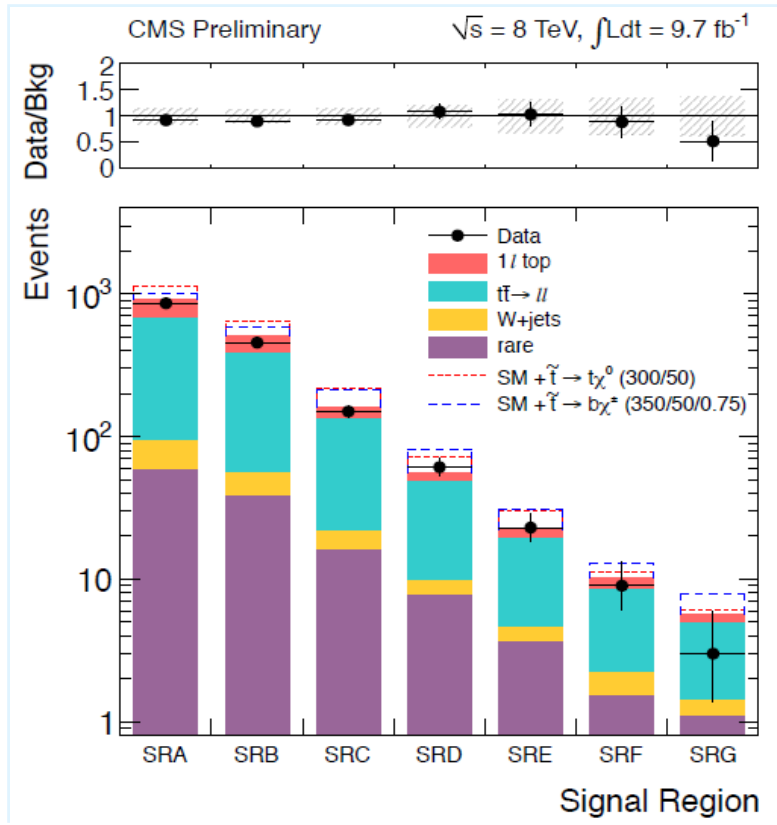 CMS Preliminary √s = 8 TeV, ∫Ldt = 9.7 fb⁻¹
Data/Bkg
2
1.5
1
0.5
0
Events
10³
10²
10
1
Data
1l top
tt̄→ ll
W+jets
rare
SM + t̃ → tχ⁰ (300/50)
SM + t̃ → bχ± (350/50/0.75)
SRA SRB SRC SRD SRE SRF SRG
Signal Region